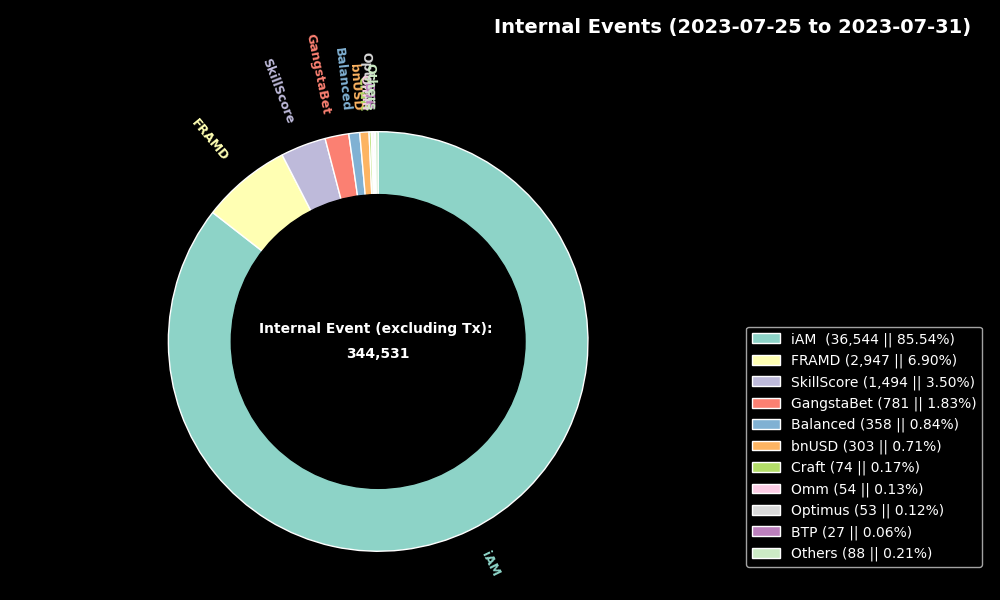 Internal Events (2023-07-25 to 2023-07-31)
FRAMD
SkillScore
GangstaBet
Balanced
bnUSD
Others
Internal Event (excluding Tx):
344,531
iAM
iAM (36,544 || 85.54%)
FRAMD (2,947 || 6.90%)
SkillScore (1,494 || 3.50%)
GangstaBet (781 || 1.83%)
Balanced (358 || 0.84%)
bnUSD (303 || 0.71%)
Craft (74 || 0.17%)
Omm (54 || 0.13%)
Optimus (53 || 0.12%)
BTP (27 || 0.06%)
Others (88 || 0.21%)